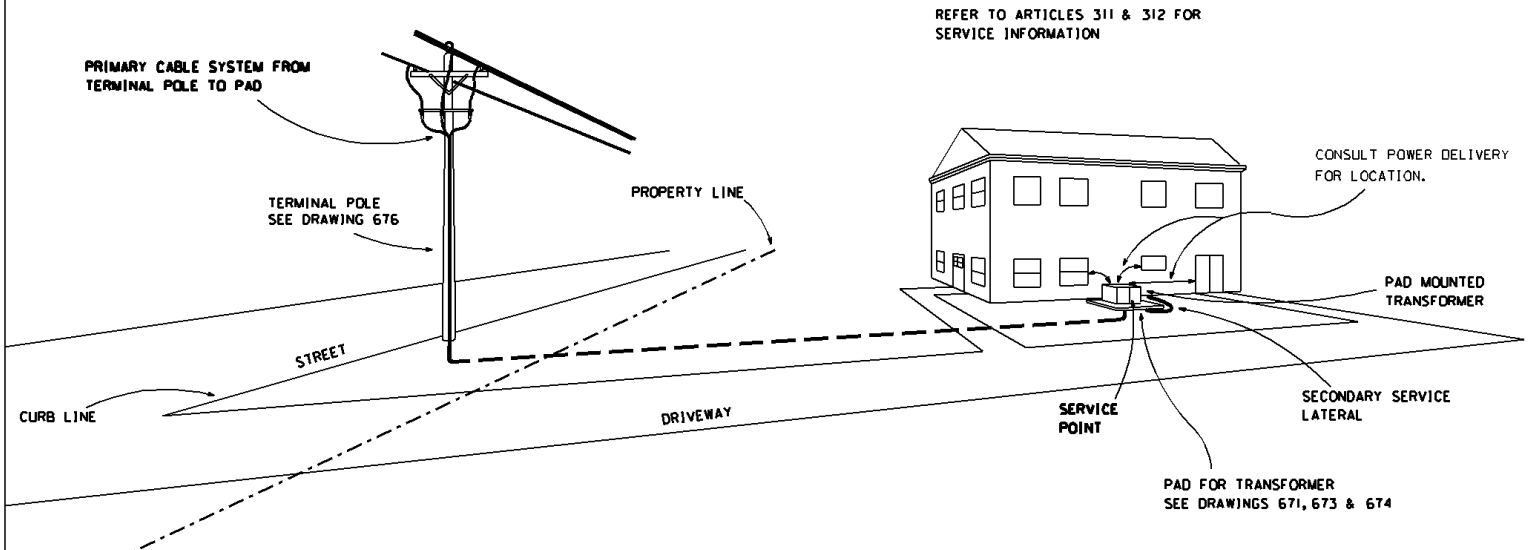 REFER TO ARTICLES 311 & 312 FOR
SERVICE INFORMATION
PRIMARY CABLE SYSTEM FROM
TERMINAL POLE TO PAD
CONSULT POWER DELIVERY
FOR LOCATION.
TERMINAL POLE
SEE DRAWING 676
PROPERTY LINE
PAD MOUNTED
TRANSFORMER
STREET
CURB LINE
DRIVEWAY
SERVICE
POINT
SECONDARY SERVICE
LATERAL
PAD FOR TRANSFORMER
SEE DRAWINGS 671, 673 & 674